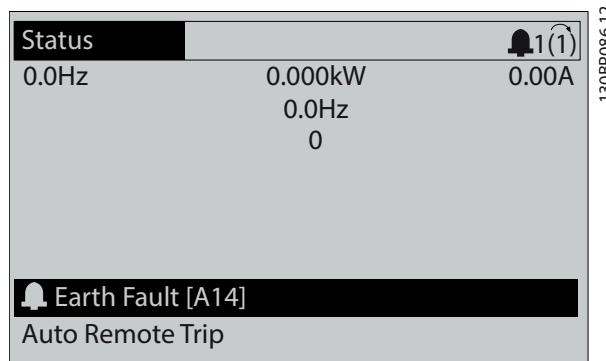 Status 1(1)
0.0Hz 0.000kW 0.00A
0.0Hz
0
Earth Fault [A14]
Auto Remote Trip
130BP086.12